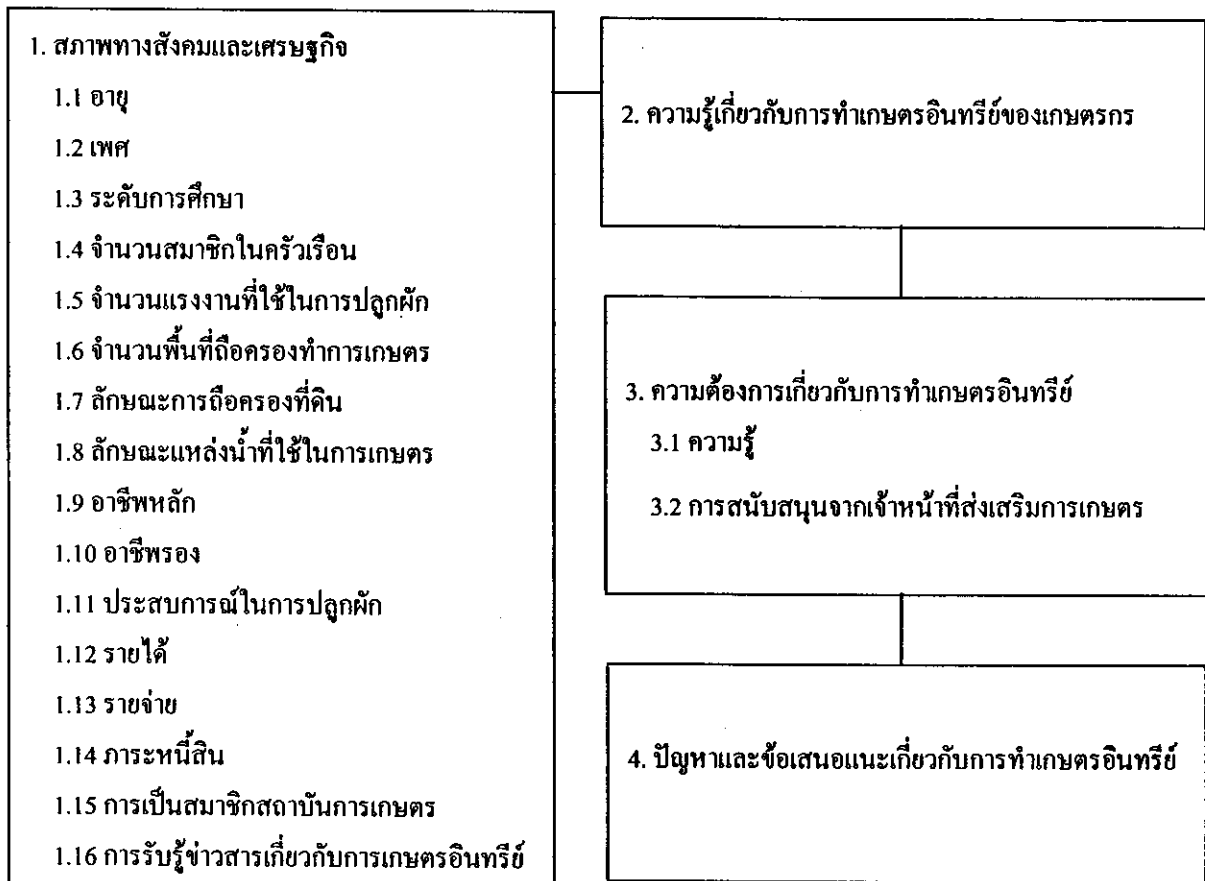 1. สภาพทางสังคมและเศรษฐกิจ
1.1 อายุ
1.2 เพศ
1.3 ระดับการศึกษา
1.4 จำนวนสมาชิกในครัวเรือน
1.5 จำนวนแรงงานที่ใช้ในการปลูกผัก
1.6 จำนวนพื้นที่ถือครองทำการเกษตร
1.7 ลักษณะการถือครองที่ดิน
1.8 ลักษณะแหล่งน้ำที่ใช้ในการเกษตร
1.9 อาชีพหลัก
1.10 อาชีพรอง
1.11 ประสบการณ์ในการปลูกผัก
1.12 รายได้
1.13 รายจ่าย
1.14 ภาระหนี้สิน
1.15 การเป็นสมาชิกสถาบันการเกษตร
1.16 การรับรู้ข่าวสารเกี่ยวกับการเกษตรอินทรีย์
2. ความรู้เกี่ยวกับการทำเกษตรอินทรีย์ของเกษตรกร
3. ความต้องการเกี่ยวกับการทำเกษตรอินทรีย์
3.1 ความรู้
3.2 การสนับสนุนจากเจ้าหน้าที่ส่งเสริมการเกษตร
4. ปัญหาและข้อเสนอแนะเกี่ยวกับการทำเกษตรอินทรีย์